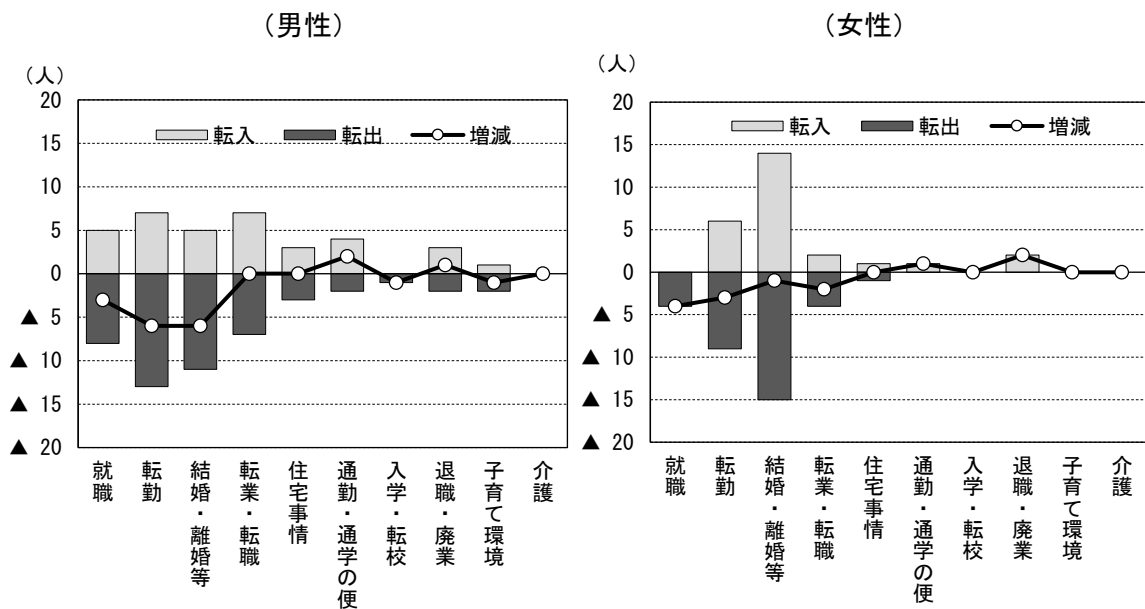 (男性)
(人)
20
15
10
5
0
▲ 5
▲ 10
▲ 15
▲ 20
転入 転出 増減
就職
転勤
結婚・離婚等
転業・転職
住宅事情
通勤・通学の便
入学・転校
退職・廃業
子育て環境
介護
(女性)
(人)
20
15
10
5
0
▲ 5
▲ 10
▲ 15
▲ 20
転入 転出 増減
就職
転勤
結婚・離婚等
転業・転職
住宅事情
通勤・通学の便
入学・転校
退職・廃業
子育て環境
介護